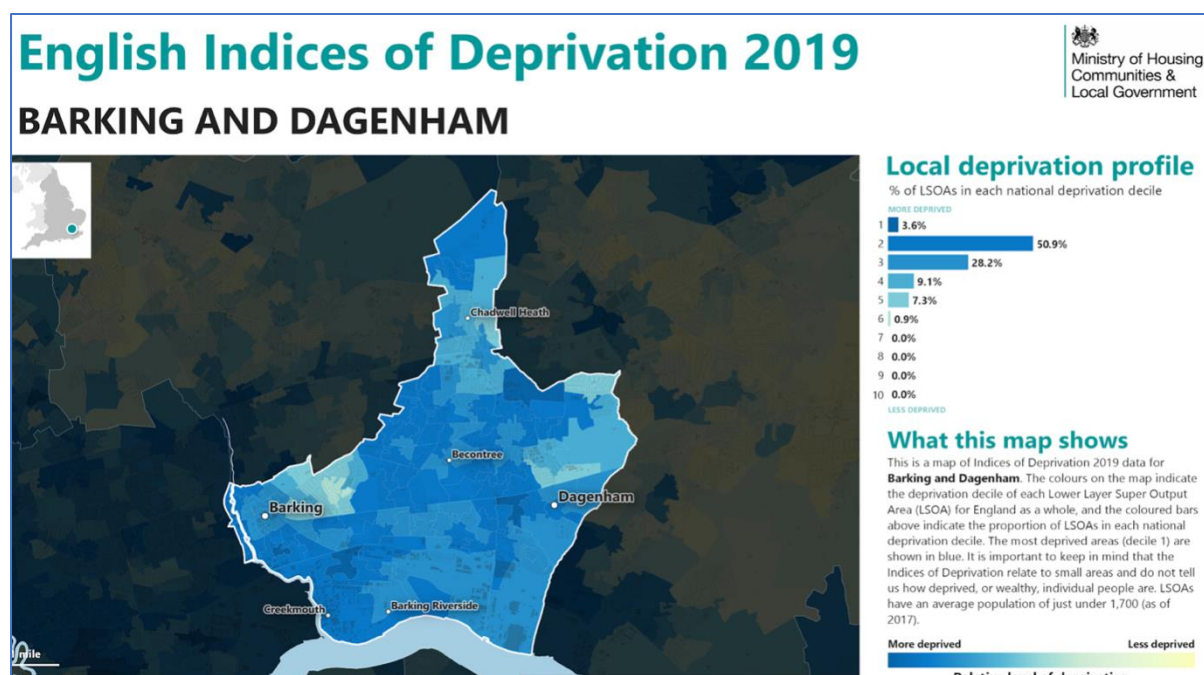 English Indices of Deprivation 2019
Ministry of Housing
Communities &
Local Government
BARKING AND DAGENHAM
Chadwell Heath
Becontree
Dagenham
Barking
Barking Riverside
Creekmouth
mile
Local deprivation profile
% of LSOAs in each national deprivation decile
MORE DEPRIVED
1 3.6%
2 50.9%
3 28.2%
4 9.1%
5 7.3%
6 0.9%
7 0.0%
8 0.0%
9 0.0%
10 0.0%
LESS DEPRIVED
What this map shows
This is a map of Indices of Deprivation 2019 data for
Barking and Dagenham. The colours on the map indicate
the deprivation decile of each Lower Layer Super Output
Area (LSOA) for England as a whole, and the coloured bars
above indicate the proportion of LSOAs in each national
deprivation decile. The most deprived areas (decile 1) are
shown in blue. It is important to keep in mind that the
Indices of Deprivation relate to small areas and do not tell
us how deprived, or wealthy, individual people are. LSOAs
have an average population of just under 1,700 (as of
2017).
More deprived Less deprived